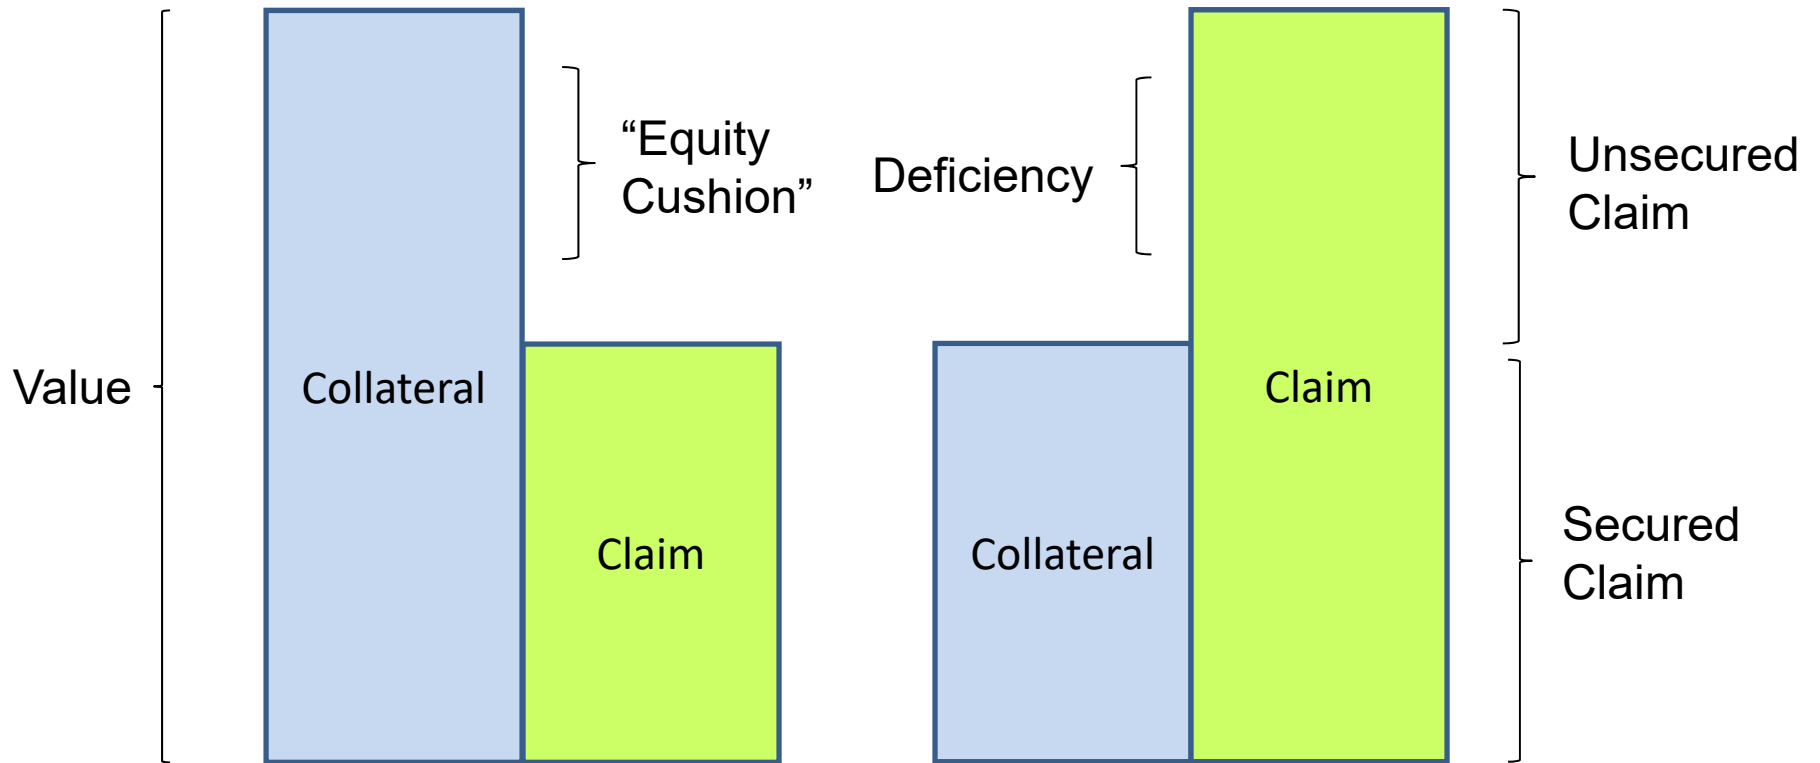 Value
Collateral
Claim
“Equity
Cushion”
Deficiency
Collateral
Claim
Unsecured
Claim
Secured
Claim